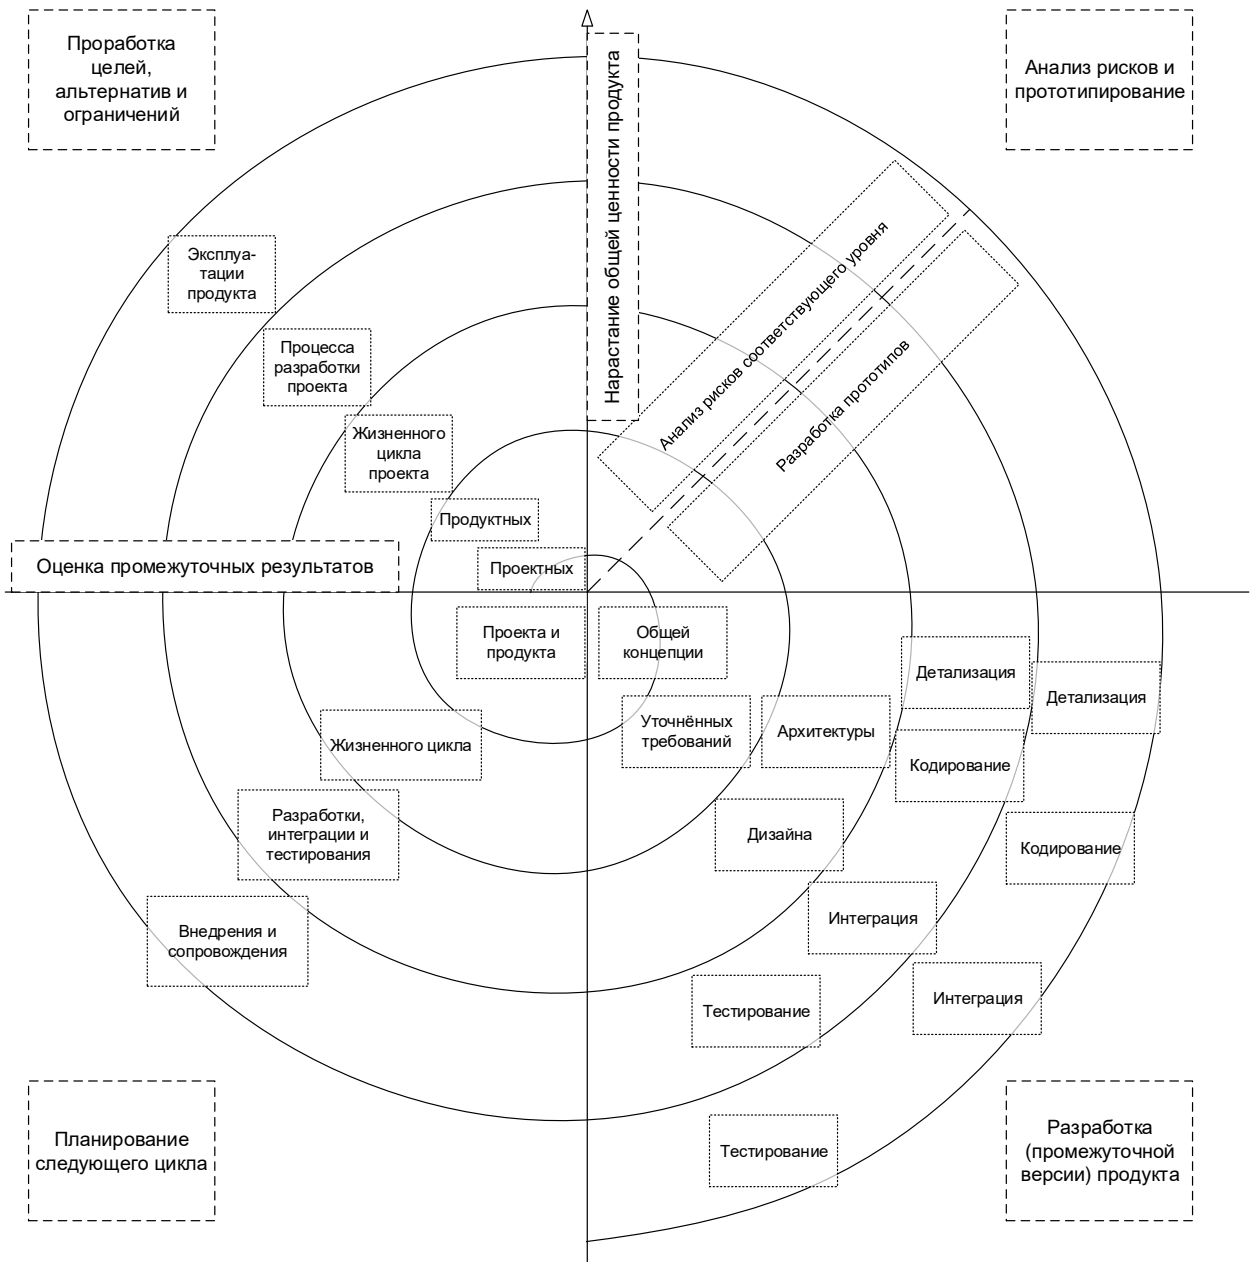 Проработка
целей,
альтернатив и
ограничений
Нарастание общей ценности продукта
Анализ рисков и
прототипирование
Эксплуа-
тации
продукта
Процесса
разработки
проекта
Жизненного
цикла
проекта
Продуктных
Проектных
Анализ рисков соответствующего уровня
Разработка прототипов
Оценка промежуточных результатов
Проекта и
продукта
Общей
концепции
Жизненного цикла
Разработки,
интеграции и
тестирования
Внедрения и
сопровождения
Уточнённых
требований
Архитектуры
Детализация
Детализация
Кодирование
Дизайна
Кодирование
Интеграция
Интеграция
Тестирование
Тестирование
Планирование
следующего цикла
Разработка
(промежуточной
версии) продукта